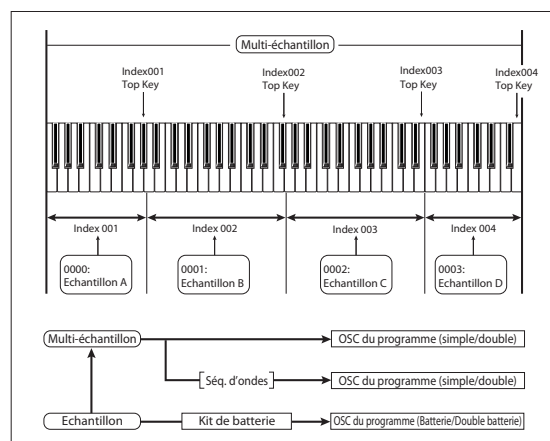 Multi-échantillon
Index001
Top Key
Index002
Top Key
Index003
Top Key
Index004
Top Key
Index 001
Index 002
Index 003
Index 004
0000:
Echantillon A
0001:
Echantillon B
0002:
Echantillon C
0003:
Echantillon D
Multi-échantillon
OSC du programme (simple/double)
Séq. d'ondes
OSC du programme (simple/double)
Echantillon
Kit de batterie
OSC du programme (Batterie/Double batterie)